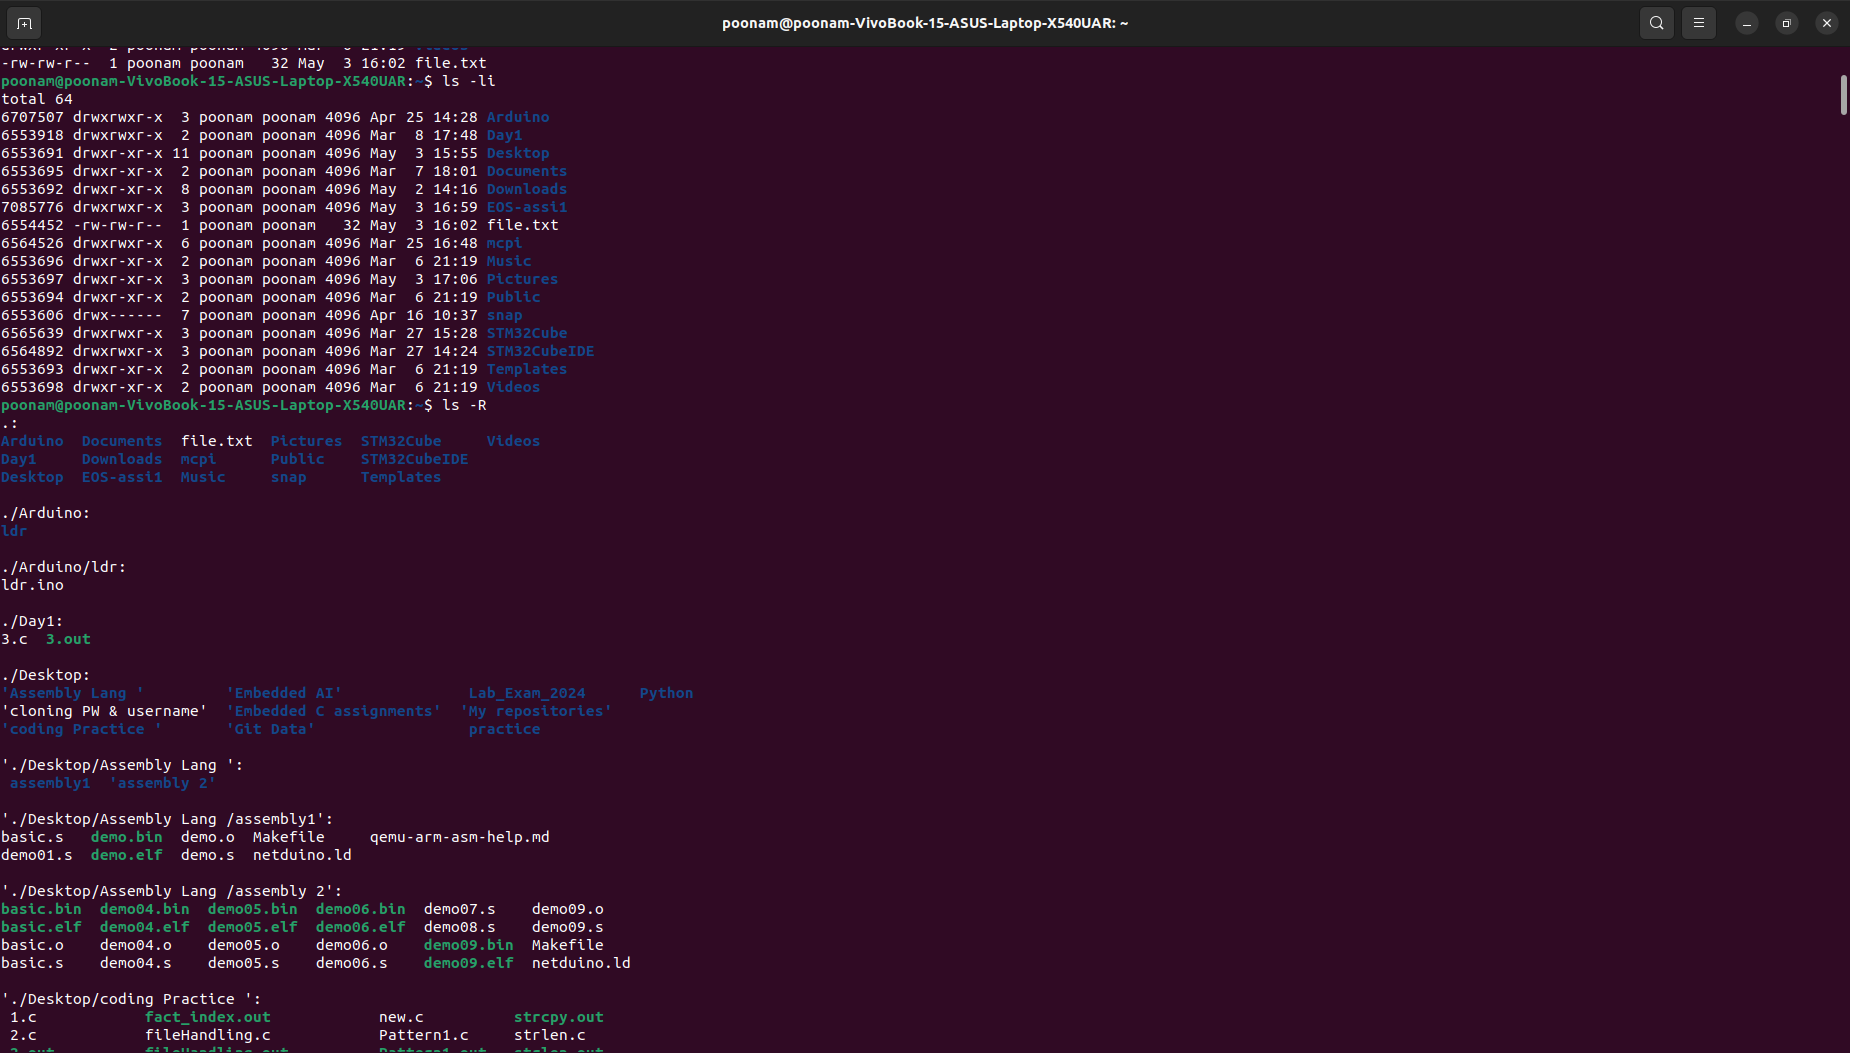 poonam@poonam-VivoBook-15-ASUS-Laptop-X540UAR: ~
drwxr-xr-x  2 poonam poonam 4096 Mar  6 21:19 Videos
-rw-rw-r--  1 poonam poonam   32 May  3 16:02 file.txt
poonam@poonam-VivoBook-15-ASUS-Laptop-X540UAR:~$ ls -li
total 64
6707507 drwxrwxr-x  3 poonam poonam 4096 Apr 25 14:28 Arduino
6553918 drwxrwxr-x  2 poonam poonam 4096 Mar  8 17:48 Day1
6553691 drwxr-xr-x 11 poonam poonam 4096 May  3 15:55 Desktop
6553695 drwxr-xr-x  2 poonam poonam 4096 Mar  7 18:01 Documents
6553692 drwxr-xr-x  8 poonam poonam 4096 May  2 14:16 Downloads
7085776 drwxrwxr-x  3 poonam poonam 4096 May  3 16:59 EOS-assi1
6554452 -rw-rw-r--  1 poonam poonam   32 May  3 16:02 file.txt
6564526 drwxrwxr-x  6 poonam poonam 4096 Mar 25 16:48 mcpi
6553696 drwxr-xr-x  2 poonam poonam 4096 Mar  6 21:19 Music
6553697 drwxr-xr-x  3 poonam poonam 4096 May  3 17:06 Pictures
6553694 drwxr-xr-x  2 poonam poonam 4096 Mar  6 21:19 Public
6553606 drwx------  7 poonam poonam 4096 Apr 16 10:37 snap
6565639 drwxrwxr-x  3 poonam poonam 4096 Mar 27 15:28 STM32Cube
6564892 drwxrwxr-x  3 poonam poonam 4096 Mar 27 14:24 STM32CubeIDE
6553693 drwxr-xr-x  2 poonam poonam 4096 Mar  6 21:19 Templates
6553698 drwxr-xr-x  2 poonam poonam 4096 Mar  6 21:19 Videos
poonam@poonam-VivoBook-15-ASUS-Laptop-X540UAR:~$ ls -R
.:
Arduino  Documents  file.txt  Pictures  STM32Cube     Videos
Day1     Downloads  mcpi      Public    STM32CubeIDE
Desktop  EOS-assi1  Music     snap      Templates

./Arduino:
ldr

./Arduino/ldr:
ldr.ino

./Day1:
3.c  3.out

./Desktop:
'Assembly Lang '         'Embedded AI'              Lab_Exam_2024      Python
'cloning PW & username'  'Embedded C assignments'  'My repositories'
'coding Practice '       'Git Data'                 practice

'./Desktop/Assembly Lang ':
 assembly1  'assembly 2'

'./Desktop/Assembly Lang /assembly1':
basic.s   demo.bin  demo.o  Makefile     qemu-arm-asm-help.md
demo01.s  demo.elf  demo.s  netduino.ld

'./Desktop/Assembly Lang /assembly 2':
basic.bin  demo04.bin  demo05.bin  demo06.bin  demo07.s    demo09.o
basic.elf  demo04.elf  demo05.elf  demo06.elf  demo08.s    demo09.s
basic.o    demo04.o    demo05.o    demo06.o    demo09.bin  Makefile
basic.s    demo04.s    demo05.s    demo06.s    demo09.elf  netduino.ld

'./Desktop/coding Practice ':
 1.c            fact_index.out            new.c          strcpy.out
 2.c            fileHandling.c            Pattern1.c     strlen.c
 fileHandling.out          Pattern1.out   strlen.out